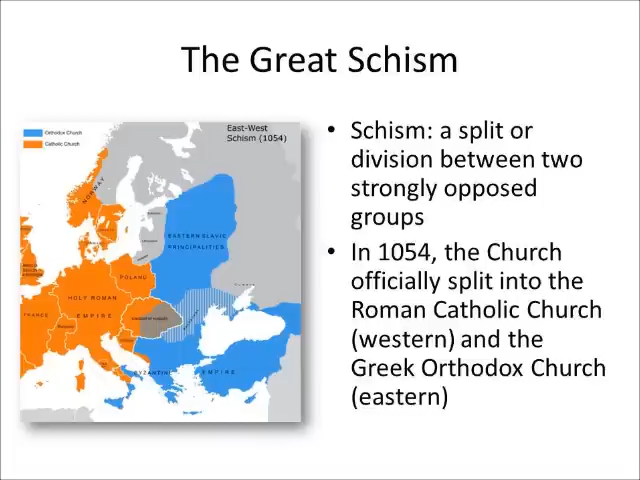 The Great Schism
Orthodox Church
Catholic Church
East-West
Schism (1054)
NORWAY
EASTERN SLAVIC
PRINCIPALITIES
POLAND
HOLY ROMAN
EMPIRE
FRANCE
BYZANTINE EMPIRE
• Schism: a split or
division between two
strongly opposed
groups
• In 1054, the Church
officially split into the
Roman Catholic Church
(western) and the
Greek Orthodox Church
(eastern)